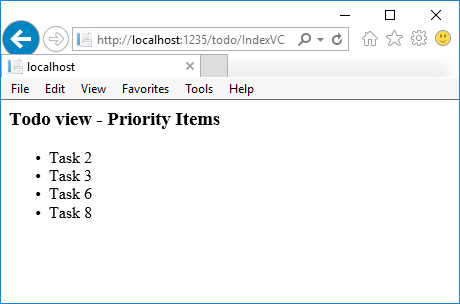 http://localhost:1235/todo/IndexVC
localhost
File Edit View Favorites Tools Help
Todo view - Priority Items
• Task 2
• Task 3
• Task 6
• Task 8